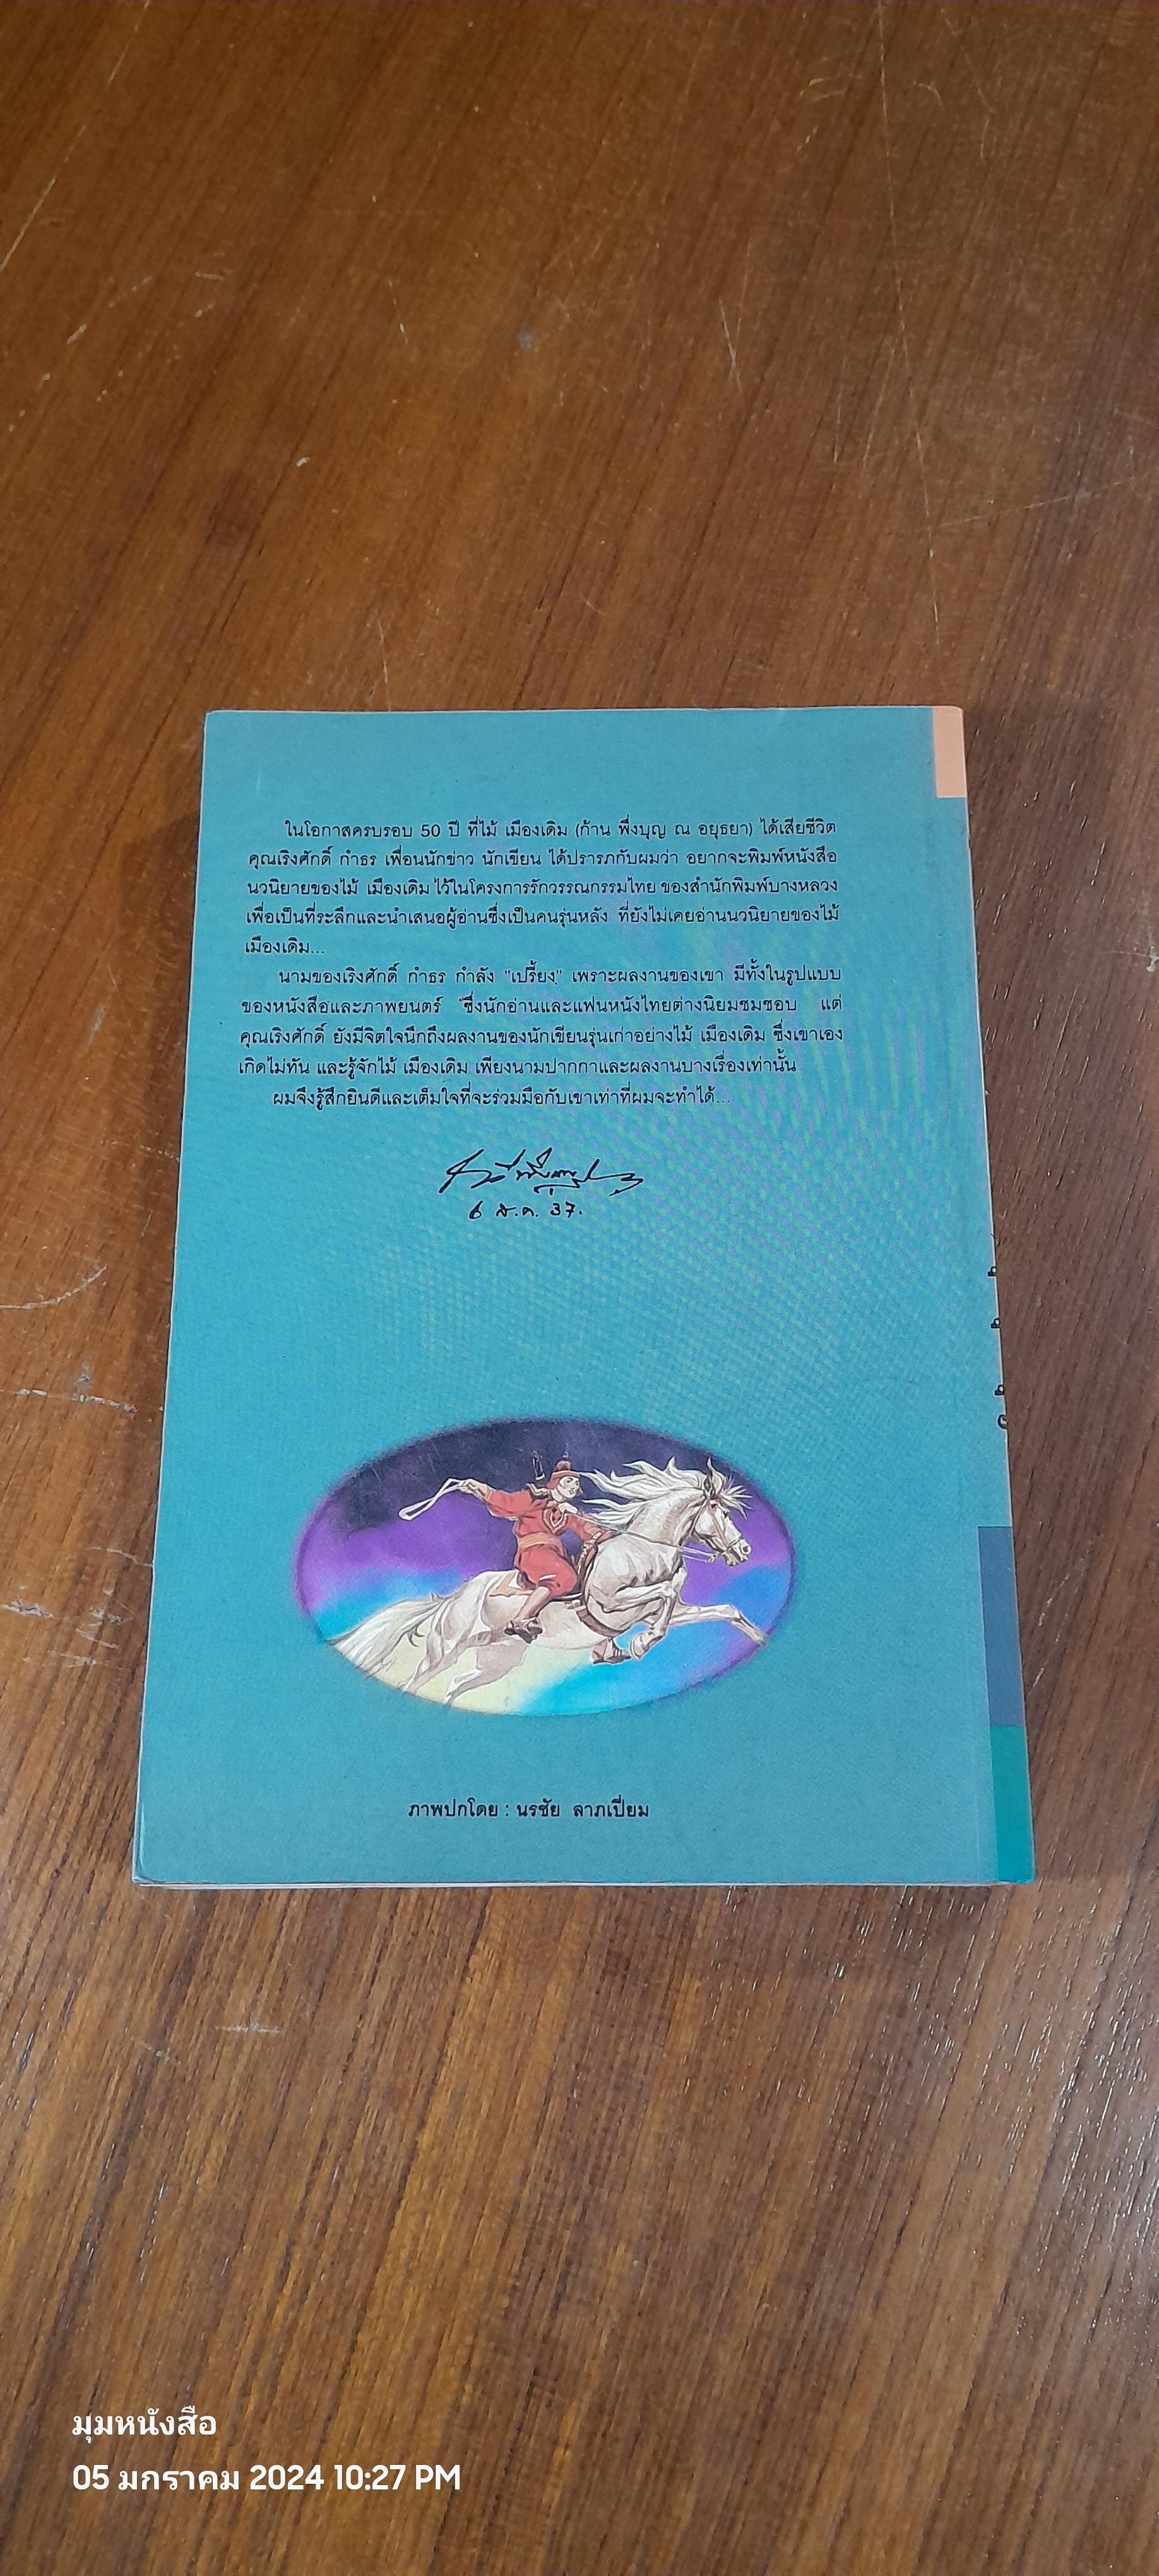 ในโอกาสครบรอบ 50 ปี ที่ไม้ เมืองเดิม (ก้าน พึ่งบุญ ณ อยุธยา) ได้เสียชีวิต
คุณเริงศักดิ์ กำธร เพื่อนนักข่าว นักเขียน ได้ปรารภกับผมว่า อยากจะพิมพ์หนังสือ
นวนิยายของไม้ เมืองเดิม ไว้ในโครงการรักวรรณกรรมไทย ของสำนักพิมพ์บางหลวง
เพื่อเป็นที่ระลึกและนำเสนอผู้อ่านซึ่งเป็นคนรุ่นหลัง ที่ยังไม่เคยอ่านนวนิยายของไม้
เมืองเดิม...
นามของเริงศักดิ์ กำธร กำลัง "เปรี้ยง" เพราะผลงานของเขา มีทั้งในรูปแบบ
ของหนังสือและภาพยนตร์ ซึ่งนักอ่านและแฟนหนังไทยต่างนิยมชมชอบ แต่
คุณเริงศักดิ์ ยังมีจิตใจนึกถึงผลงานของนักเขียนรุ่นเก่าอย่างไม้ เมืองเดิม ซึ่งเขาเอง
เกิดไม่ทัน และรู้จักไม้ เมืองเดิม เพียงนามปากกาและผลงานบางเรื่องเท่านั้น
ผมจึงรู้สึกยินดีและเต็มใจที่จะร่วมมือกับเขาเท่าที่ผมจะทำได้...
6 ส.ค. 37.
ภาพปกโดย : นรชัย ลาภเปี่ยม
มุมหนังสือ
05 มกราคม 2024 10:27 PM